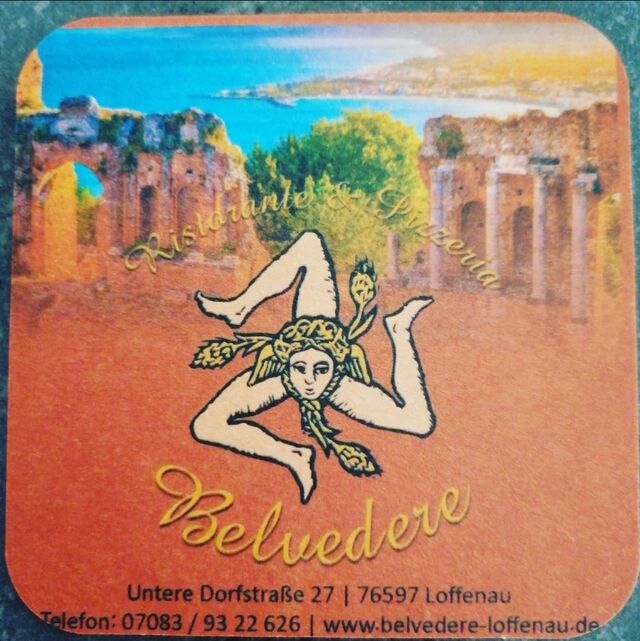 Ristorante & Pizzeria
Belvedere
Untere Dorfstraße 27 | 76597 Loffenau
Telefon: 07083 / 93 22 626 | www.belvedere-loffenau.de